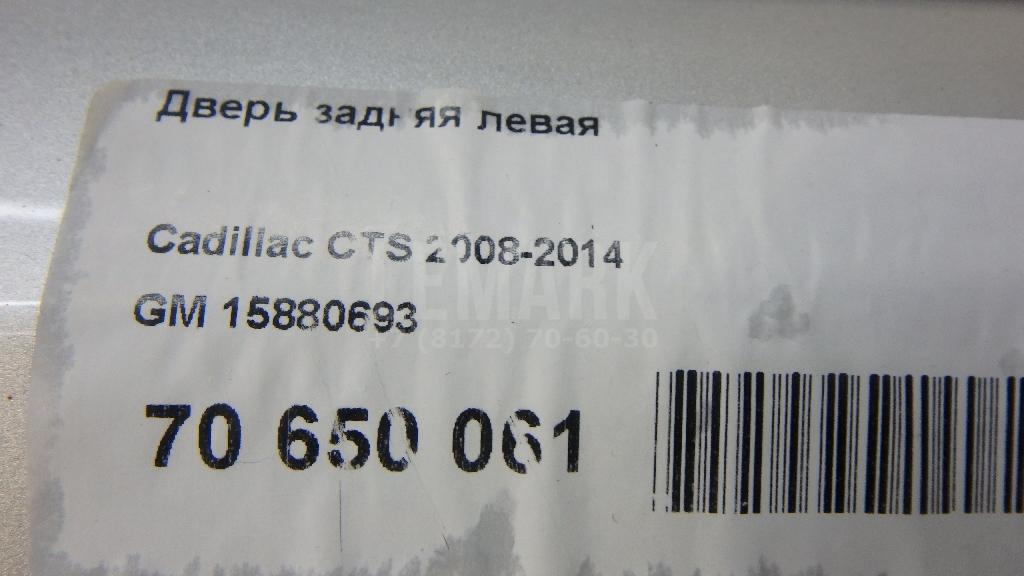 Дверь задняя левая
Cadillac CTS 2008-2014
GM 15880693
+7 (8172) 70-60-30
70 650 061